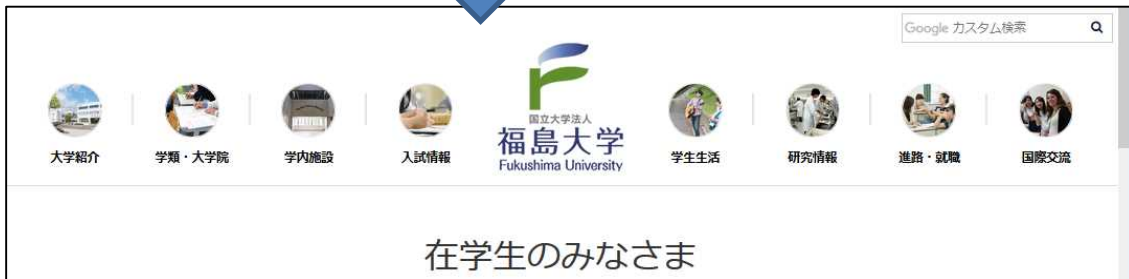 Google カスタム検索
大学紹介
学類・大学院
学内施設
入試情報
国立大学法人
福島大学
Fukushima University
学生生活
研究情報
進路・就職
国際交流
在学生のみなさま